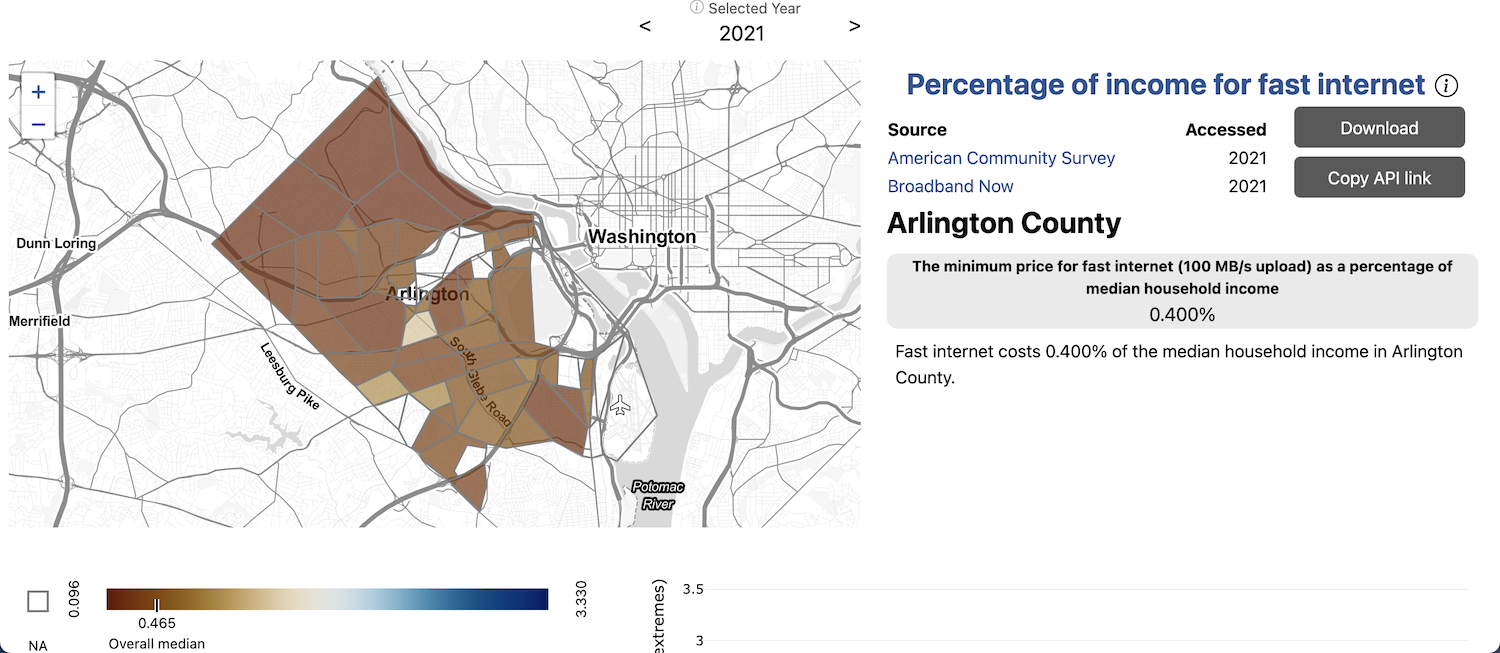 ⓘ Selected Year
<
2021
>
+
−
Dunn Loring
Merrifield
Leesburg Pike
Arlington
South Glebe Road
Washington
Potomac
River
Percentage of income for fast internet ⓘ
Source Accessed
American Community Survey 2021
Broadband Now 2021
Download
Copy API link
Arlington County
The minimum price for fast internet (100 MB/s upload) as a percentage of
median household income
0.400%
Fast internet costs 0.400% of the median household income in Arlington
County.
NA
0.096
0.465
Overall median
3.330
extremes)
3.5
3